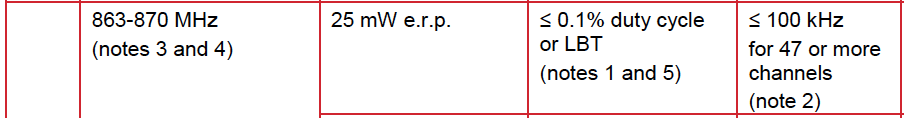 863-870 MHz
(notes 3 and 4)
25 mW e.r.p.
≤ 0.1% duty cycle
or LBT
(notes 1 and 5)
≤ 100 kHz
for 47 or more
channels
(note 2)